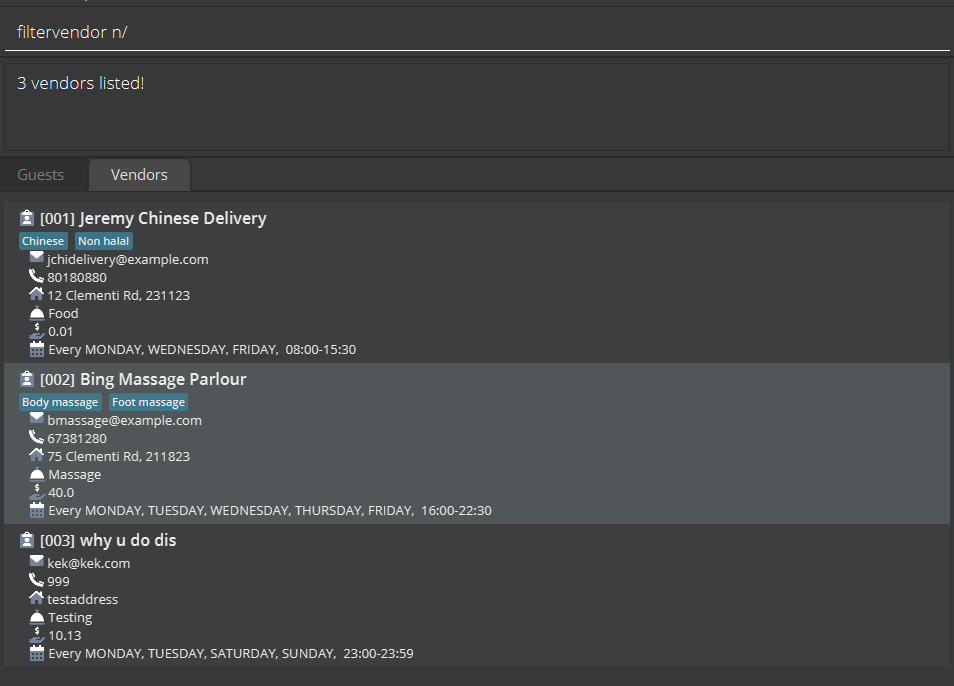 filtervendor n/
3 vendors listed!
Guests Vendors
[001] Jeremy Chinese Delivery
Chinese Non halal
jchidelivery@example.com
80180880
12 Clementi Rd, 231123
Food
0.01
Every MONDAY, WEDNESDAY, FRIDAY,  08:00-15:30
[002] Bing Massage Parlour
Body massage Foot massage
bmassage@example.com
67381280
75 Clementi Rd, 211823
Massage
40.0
Every MONDAY, TUESDAY, WEDNESDAY, THURSDAY, FRIDAY,  16:00-22:30
[003] why u do dis
kek@kek.com
999
testaddress
Testing
10.13
Every MONDAY, TUESDAY, SATURDAY, SUNDAY,  23:00-23:59